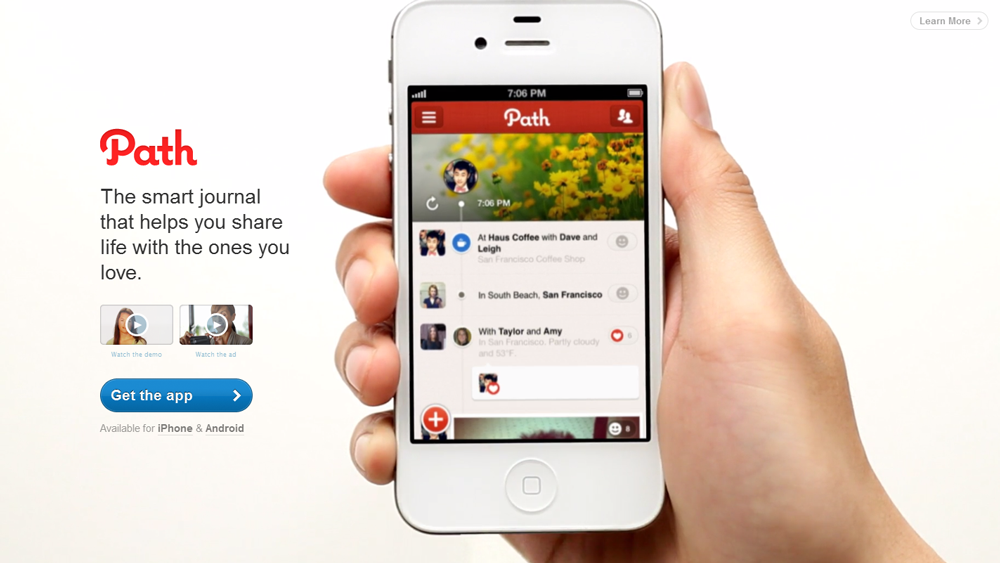 Learn More
7:06 PM
Path
7:06 PM
At Haus Coffee with Dave and
Leigh
San Francisco Coffee Shop
In South Beach, San Francisco
With Taylor and Amy
In San Francisco. Partly cloudy
and 53°F.
6
8
Path
The smart journal
that helps you share
life with the ones you
love.
Watch the demo
Watch the ad
Get the app
Available for iPhone & Android